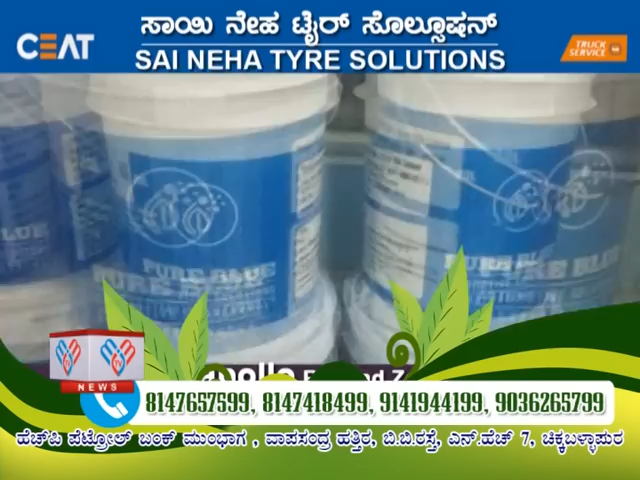 CEAT
ಸಾಯಿ ನೇಹ ಟೈರ್ ಸೊಲ್ಯೂಷನ್
SAI NEHA TYRE SOLUTIONS
TRUCK
SERVICE
PURE BLUE
PURE BLUE
NEWS
8147657599, 8147418499, 9141944199, 9036265799
ಹೆಚ್‌ಪಿ ಪೆಟ್ರೋಲ್ ಬಂಕ್ ಮುಂಭಾಗ , ವಾಪಸಂದ್ರ ಹತ್ತಿರ, ಬಿ.ಬಿ.ರಸ್ತೆ, ಎನ್.ಹೆಚ್ 7, ಚಿಕ್ಕಬಳ್ಳಾಪುರ